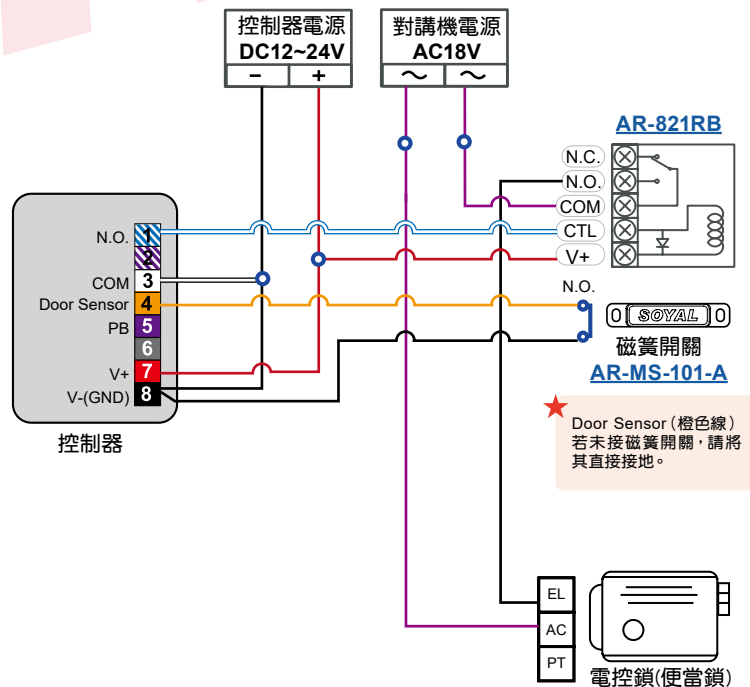 控制器電源
DC12~24V
− +
對講機電源
AC18V
～ ～
AR-821RB
N.C.
N.O.
COM
CTL
V+
N.O. 1
2
COM 3
Door Sensor 4
PB 5
6
V+ 7
V-(GND) 8
控制器
N.O.
SOYAL
磁簧開關
AR-MS-101-A
Door Sensor(橙色線)
若未接磁簧開關,請將
其直接接地。
EL
AC
PT
電控鎖(便當鎖)